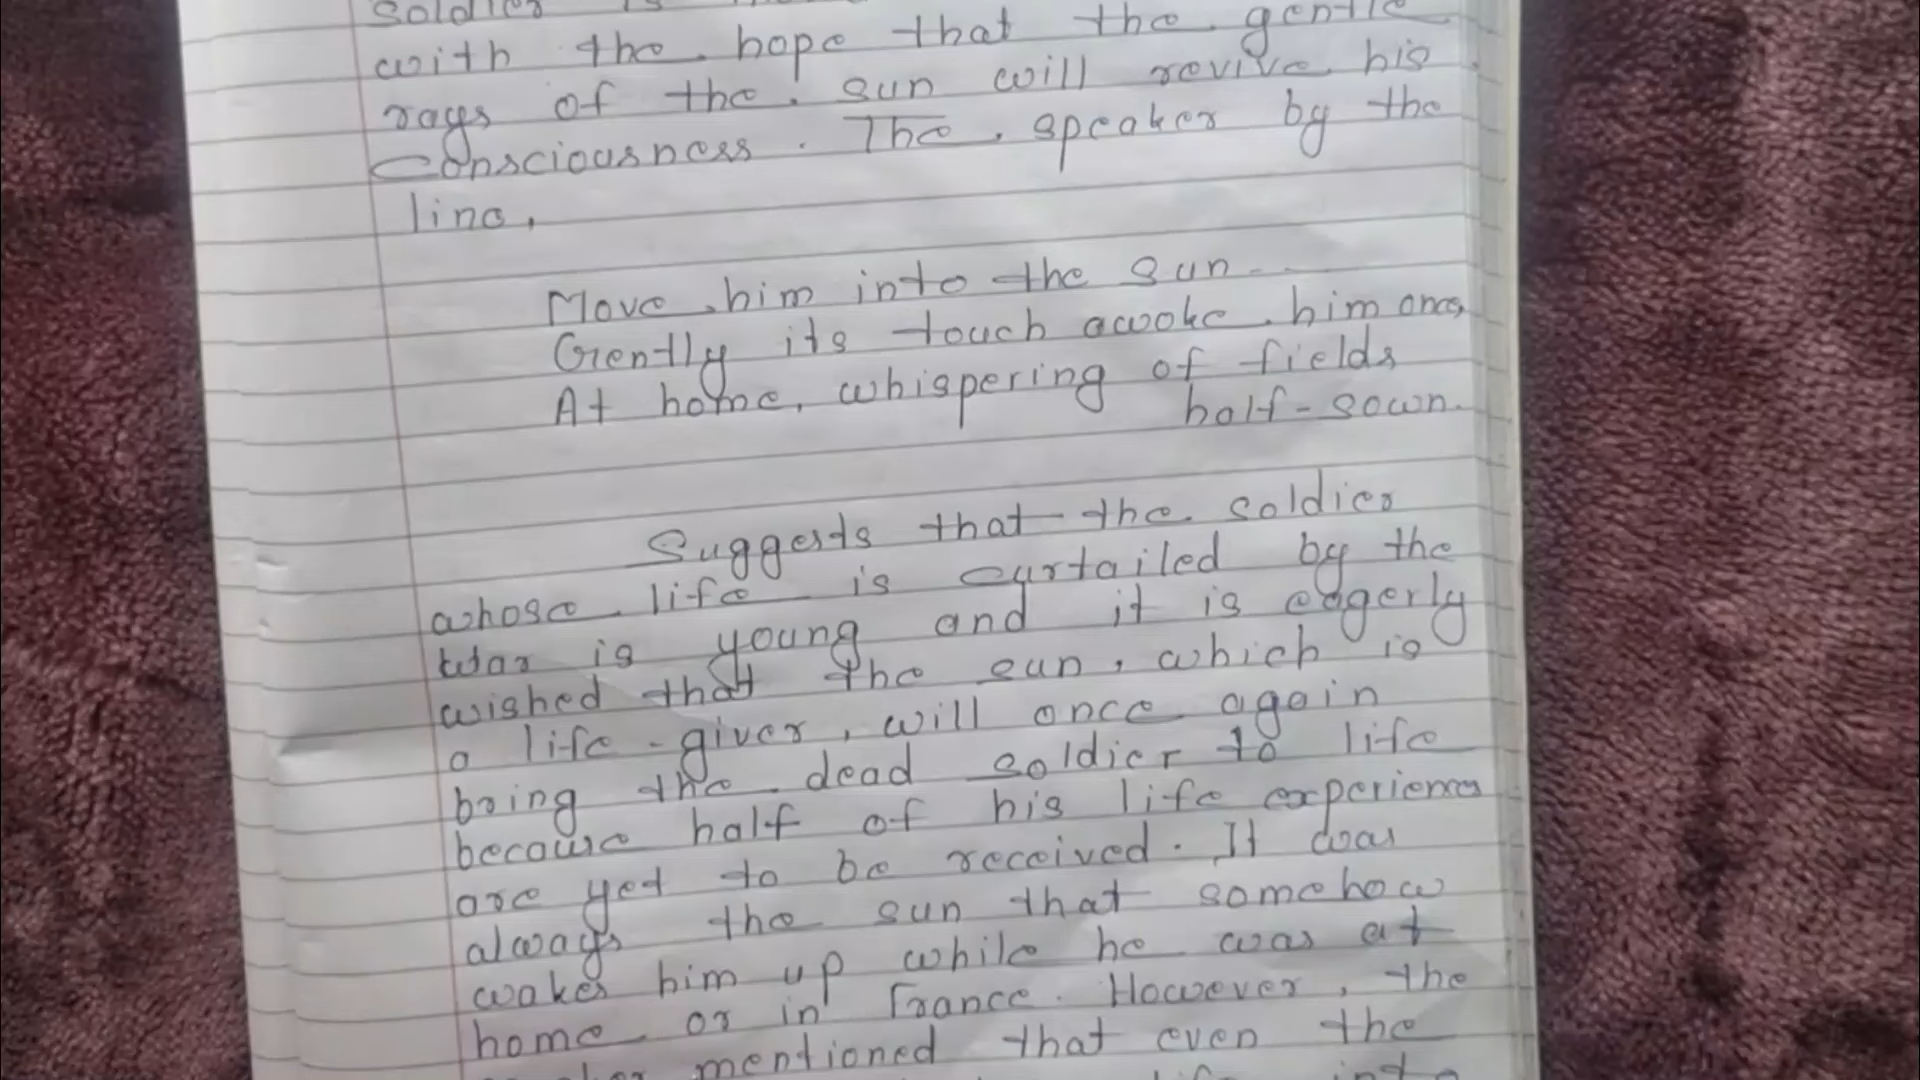 soldier is
with the hope that the gentle
rays of the sun will revive his
consciousness. The speaker by the
line,
Move him into the sun -
Gently its touch awoke him once,
At home, whispering of fields
half-sown.
Suggests that the soldier
whose life is curtailed by the
war is young and it is eagerly
wished that the sun, which is
a life-giver, will once again
bring the dead soldier to life
because half of his life experiences
are yet to be received. It was
always the sun that somehow
wakes him up while he was at
home or in France. However, the
mentioned that even the